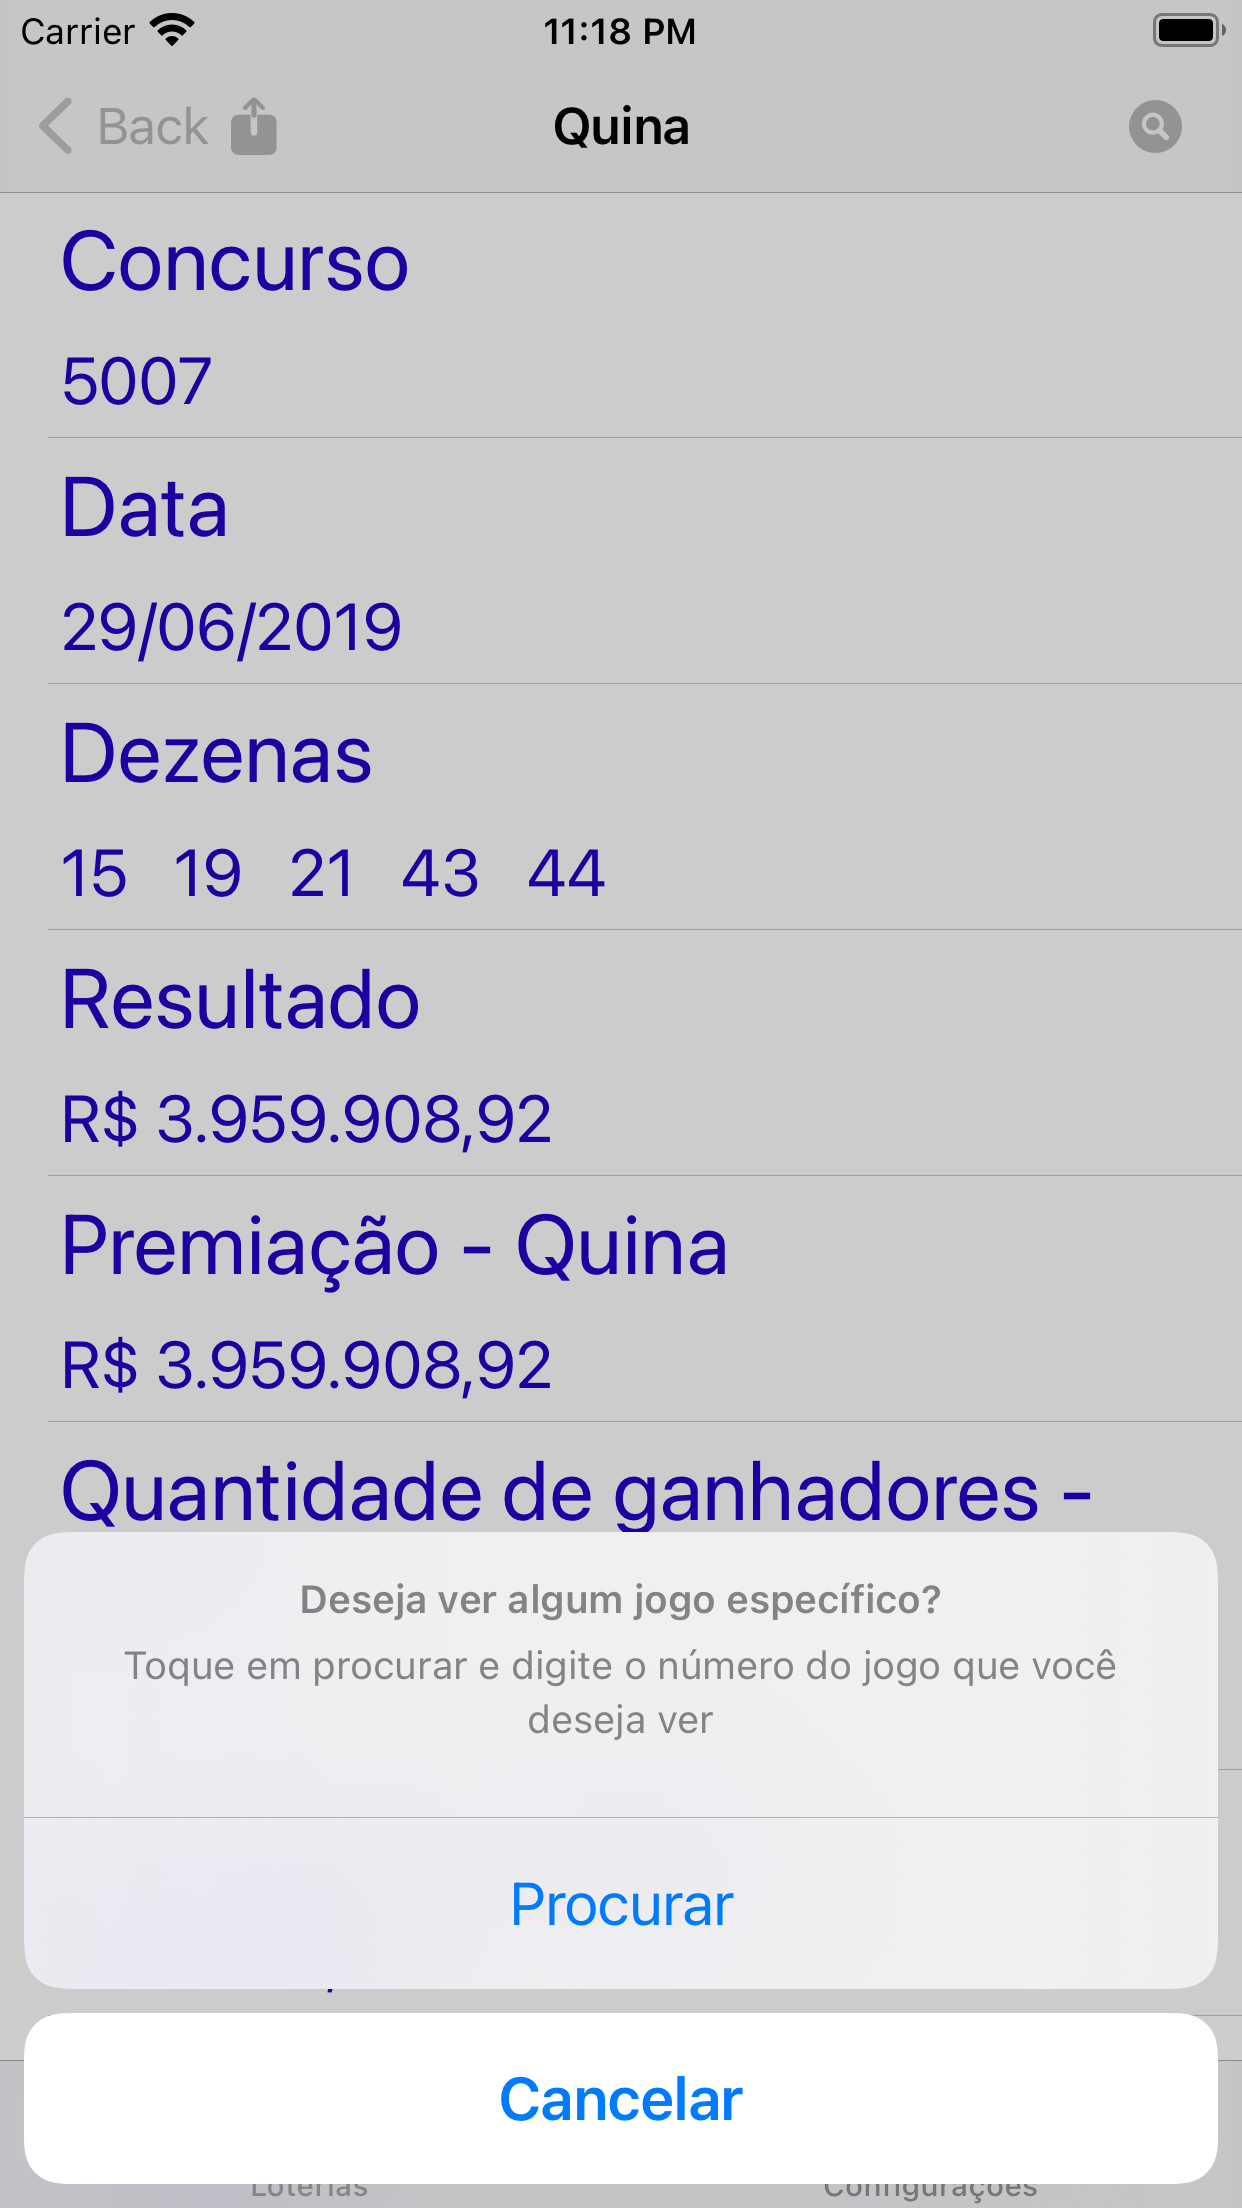 Carrier 11:18 PM
Back Quina
Concurso
5007
Data
29/06/2019
Dezenas
15 19 21 43 44
Resultado
R$ 3.959.908,92
Premiação - Quina
R$ 3.959.908,92
Quantidade de ganhadores -
Deseja ver algum jogo específico?
Toque em procurar e digite o número do jogo que você
deseja ver
Procurar
Cancelar
Loterias Configurações